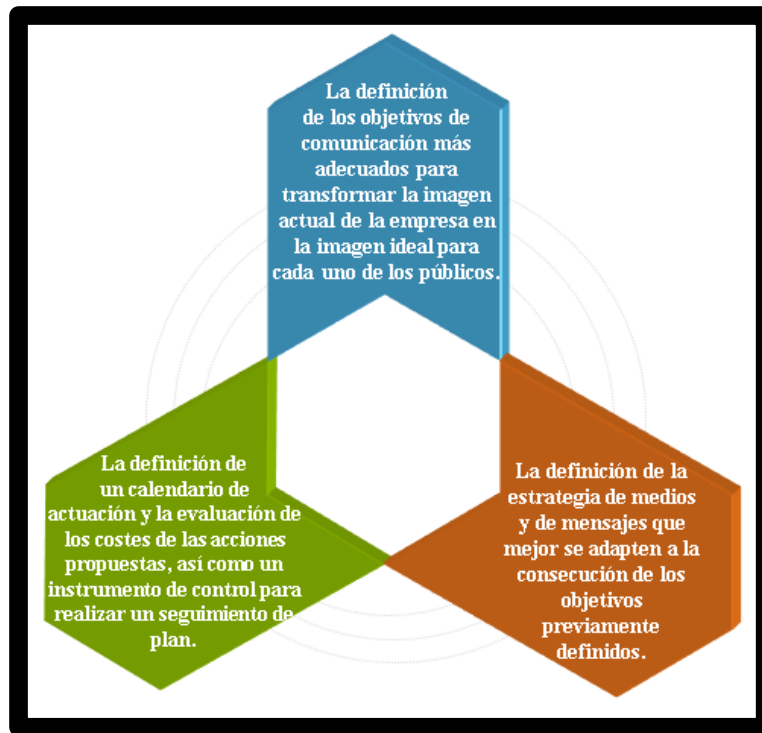 La definición
de los objetivos de
comunicación más
adecuados para
transformar la imagen
actual de la empresa en
la imagen ideal para
cada uno de los públicos.
La definición de
un calendario de
actuación y la evaluación de
los costes de las acciones
propuestas, así como un
instrumento de control para
realizar un seguimiento de
plan.
La definición de la
estrategia de medios
y de mensajes que
mejor se adapten a la
consecución de los
objetivos
previamente
definidos.